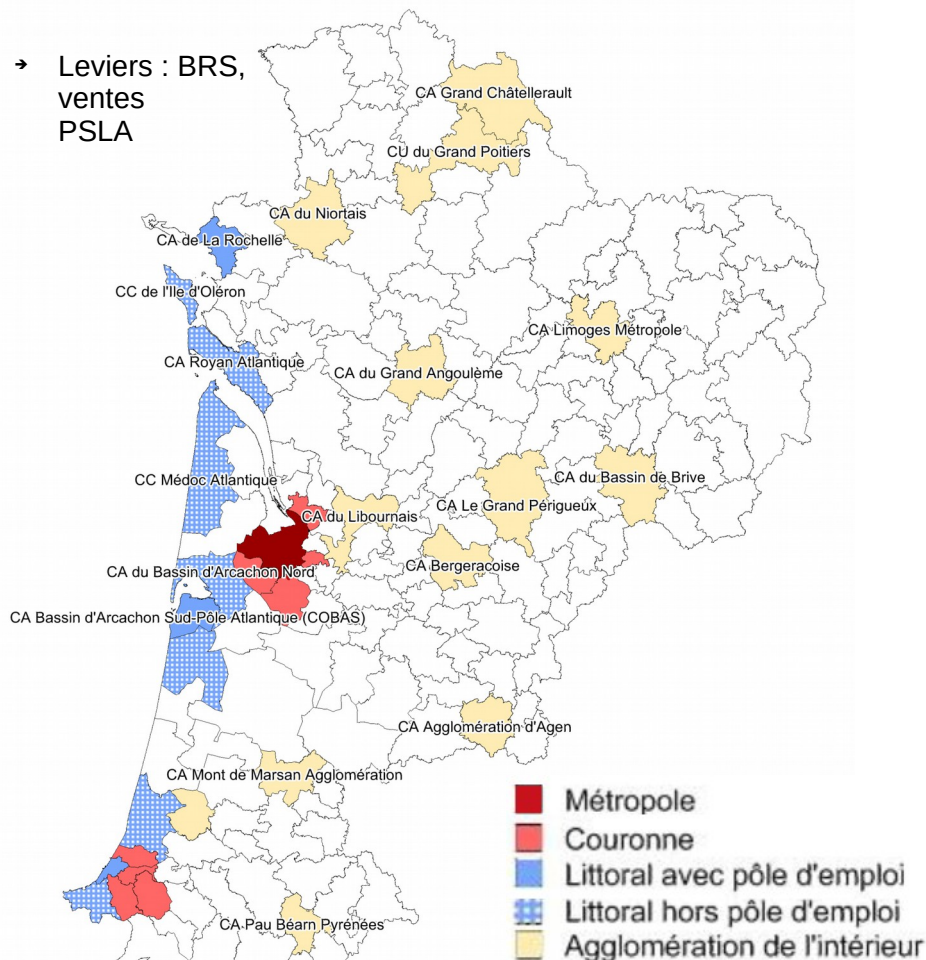 ➔ Leviers : BRS,
ventes
PSLA
CA Grand Châtellerault
CU du Grand Poitiers
CA du Niortais
CA de La Rochelle
CC de l'Ile d'Oléron
CA Limoges Métropole
CA Royan Atlantique
CA du Grand Angoulème
CC Médoc Atlantique
CA du Bassin de Brive
CA Le Grand Périgueux
CA du Libournais
CA Bergeracoise
CA du Bassin d'Arcachon Nord
CA Bassin d'Arcachon Sud-Pôle Atlantique (COBAS)
CA Agglomération d'Agen
CA Mont de Marsan Agglomération
CA Pau Béarn Pyrénées
Métropole
Couronne
Littoral avec pôle d'emploi
Littoral hors pôle d'emploi
Agglomération de l'intérieur